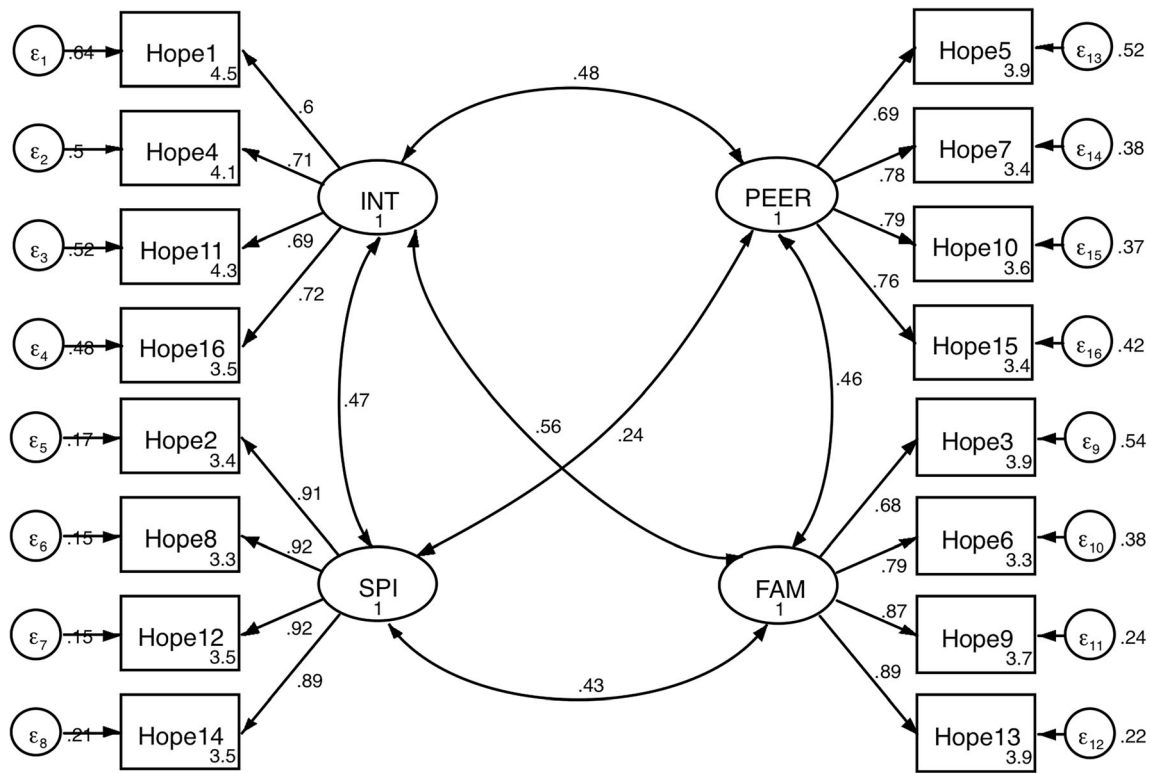 ε1 .64 Hope1 4.5
.6
ε2 .5 Hope4 4.1
.71
ε3 .52 Hope11 4.3
.69
ε4 .48 Hope16 3.5
.72
INT
1
.48
PEER
1
.69
Hope5 3.9 ε13 .52
.78
Hope7 3.4 ε14 .38
.79
Hope10 3.6 ε15 .37
.76
Hope15 3.4 ε16 .42
.47
.56
.24
.46
ε5 .17 Hope2 3.4
.91
ε6 .15 Hope8 3.3
.92
ε7 .15 Hope12 3.5
.92
ε8 .21 Hope14 3.5
.89
SPI
1
.43
FAM
1
.68
Hope3 3.9 ε9 .54
.79
Hope6 3.3 ε10 .38
.87
Hope9 3.7 ε11 .24
.89
Hope13 3.9 ε12 .22